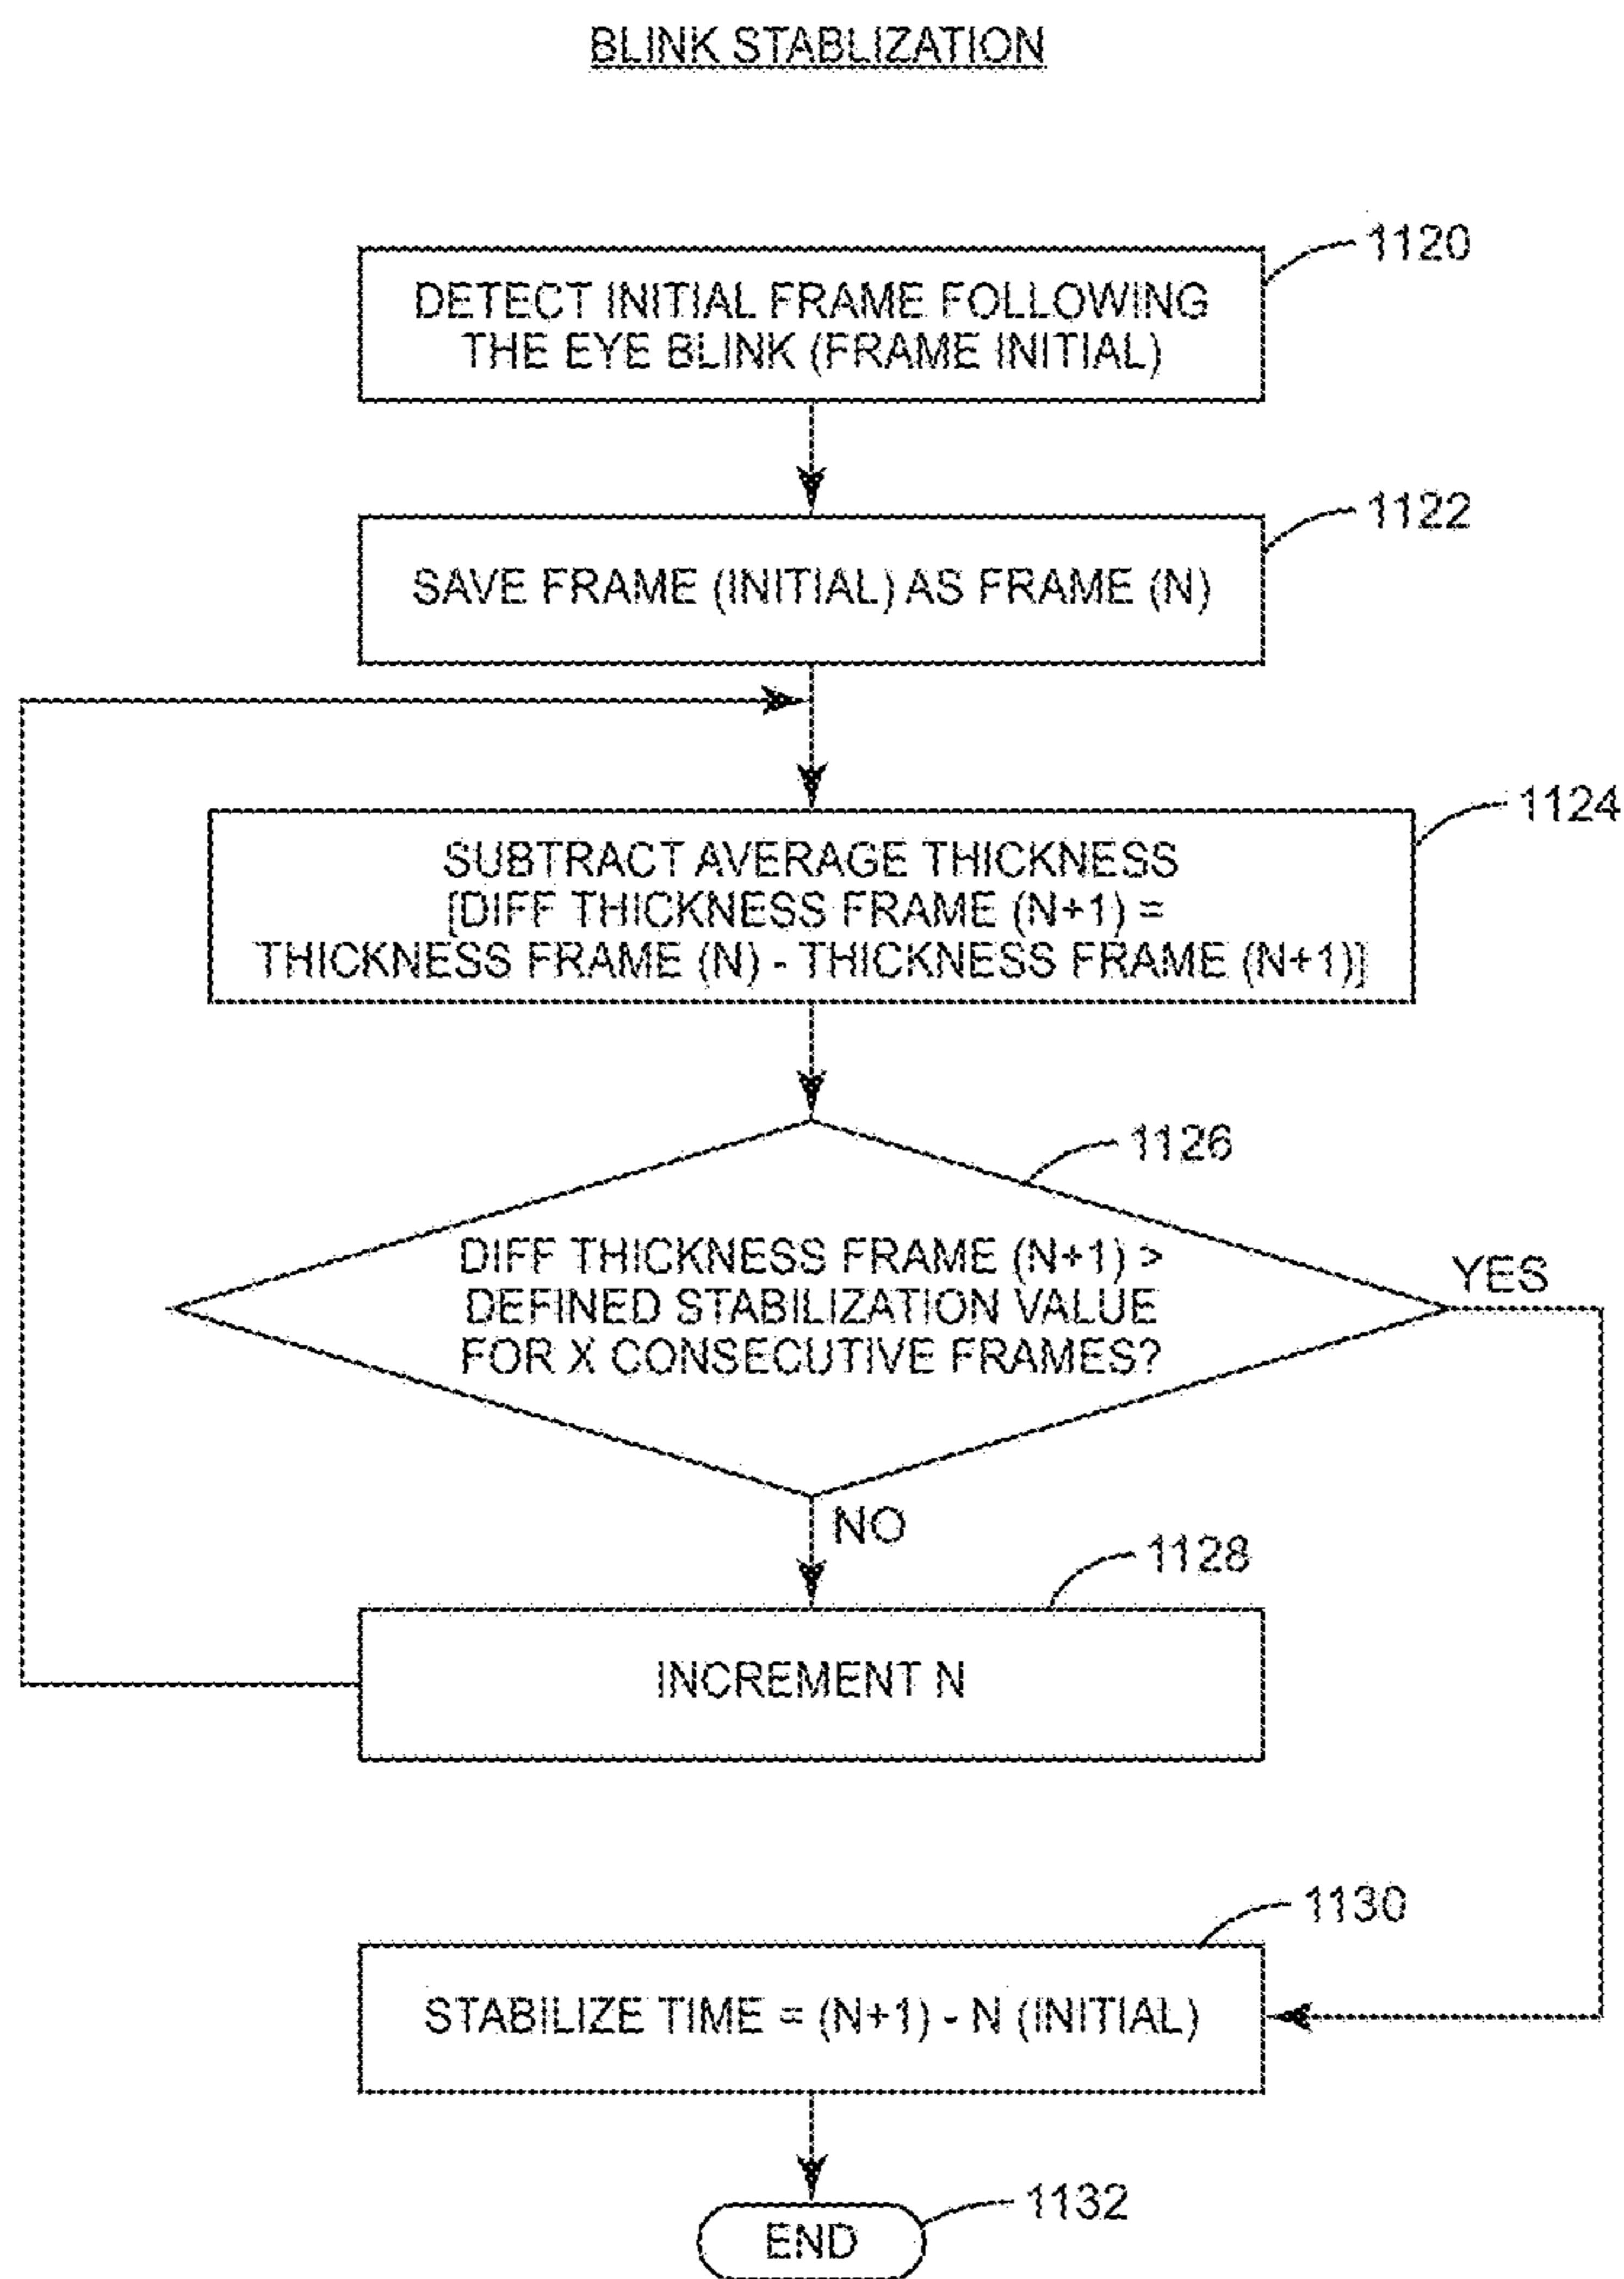 BLINK STABLIZATION
1120
DETECT INITIAL FRAME FOLLOWING
THE EYE BLINK (FRAME INITIAL)
1122
SAVE FRAME (INITIAL) AS FRAME (N)
1124
SUBTRACT AVERAGE THICKNESS
[DIFF THICKNESS FRAME (N+1) =
THICKNESS FRAME (N) - THICKNESS FRAME (N+1)]
1126
DIFF THICKNESS FRAME (N+1) >
DEFINED STABILIZATION VALUE
FOR X CONSECUTIVE FRAMES?
YES
NO
1128
INCREMENT N
1130
STABILIZE TIME = (N+1) - N (INITIAL)
1132
END